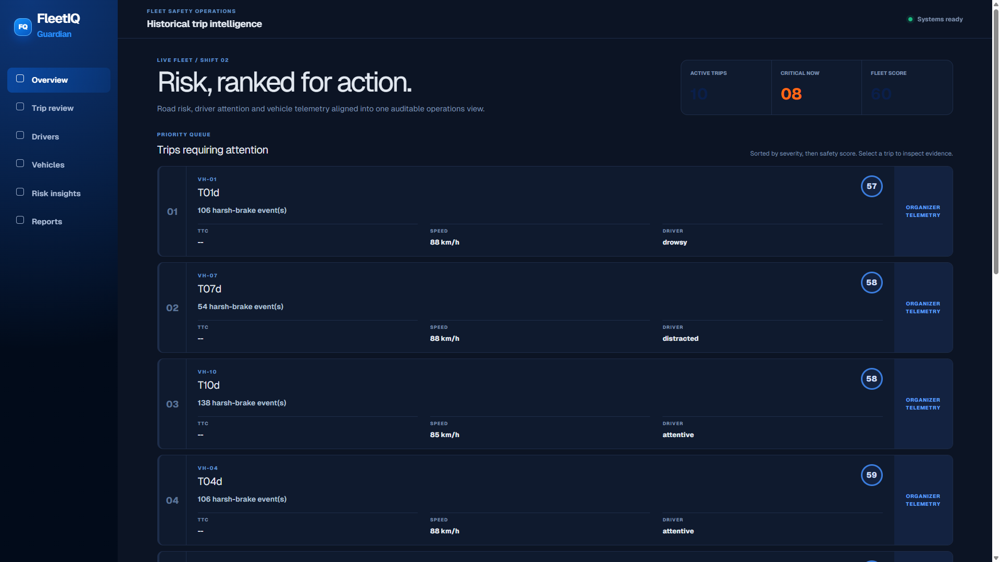 FQ
FleetIQ
Guardian
Overview
Trip review
Drivers
Vehicles
Risk insights
Reports
FLEET SAFETY OPERATIONS
Historical trip intelligence
Systems ready
LIVE FLEET / SHIFT 02
Risk, ranked for action.
Road risk, driver attention and vehicle telemetry aligned into one auditable operations view.
ACTIVE TRIPS
10
CRITICAL NOW
08
FLEET SCORE
60
PRIORITY QUEUE
Trips requiring attention
Sorted by severity, then safety score. Select a trip to inspect evidence.
01
VH-01
T01d
106 harsh-brake event(s)
57
TTC
--
SPEED
88 km/h
DRIVER
drowsy
ORGANIZER
TELEMETRY
02
VH-07
T07d
54 harsh-brake event(s)
58
TTC
--
SPEED
88 km/h
DRIVER
distracted
ORGANIZER
TELEMETRY
03
VH-10
T10d
138 harsh-brake event(s)
58
TTC
--
SPEED
85 km/h
DRIVER
attentive
ORGANIZER
TELEMETRY
04
VH-04
T04d
106 harsh-brake event(s)
59
TTC
--
SPEED
88 km/h
DRIVER
attentive
ORGANIZER
TELEMETRY